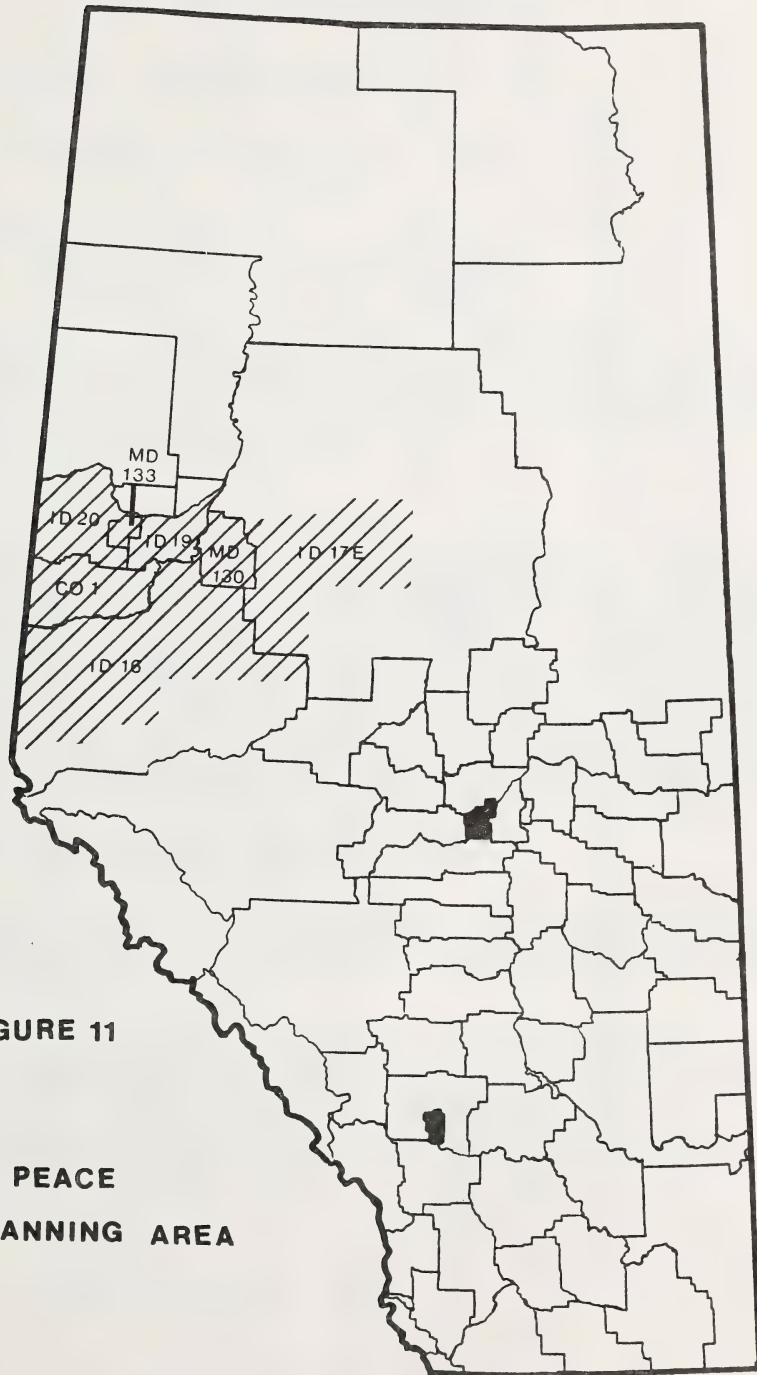 MD
133
ID 20
ID 19
MD
130
ID 17E
CO 1
ID 16
GURE 11
PEACE
ANNING AREA